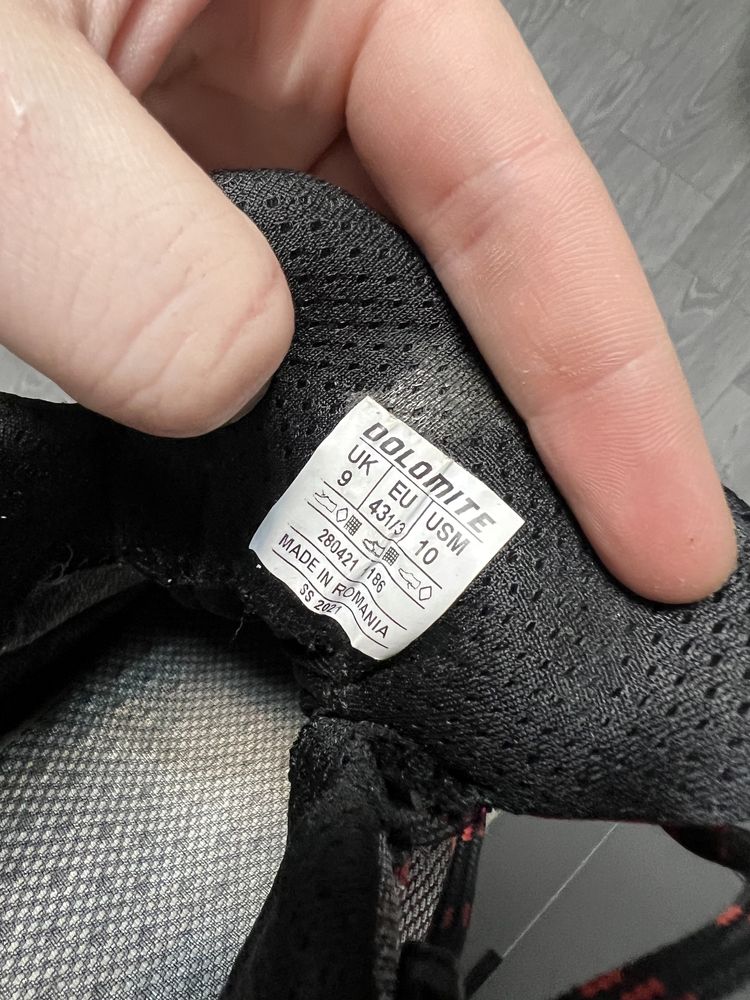 DOLOMITE
UK EU USM
9 431/3 10
280421 186
MADE IN ROMANIA
SS 2021